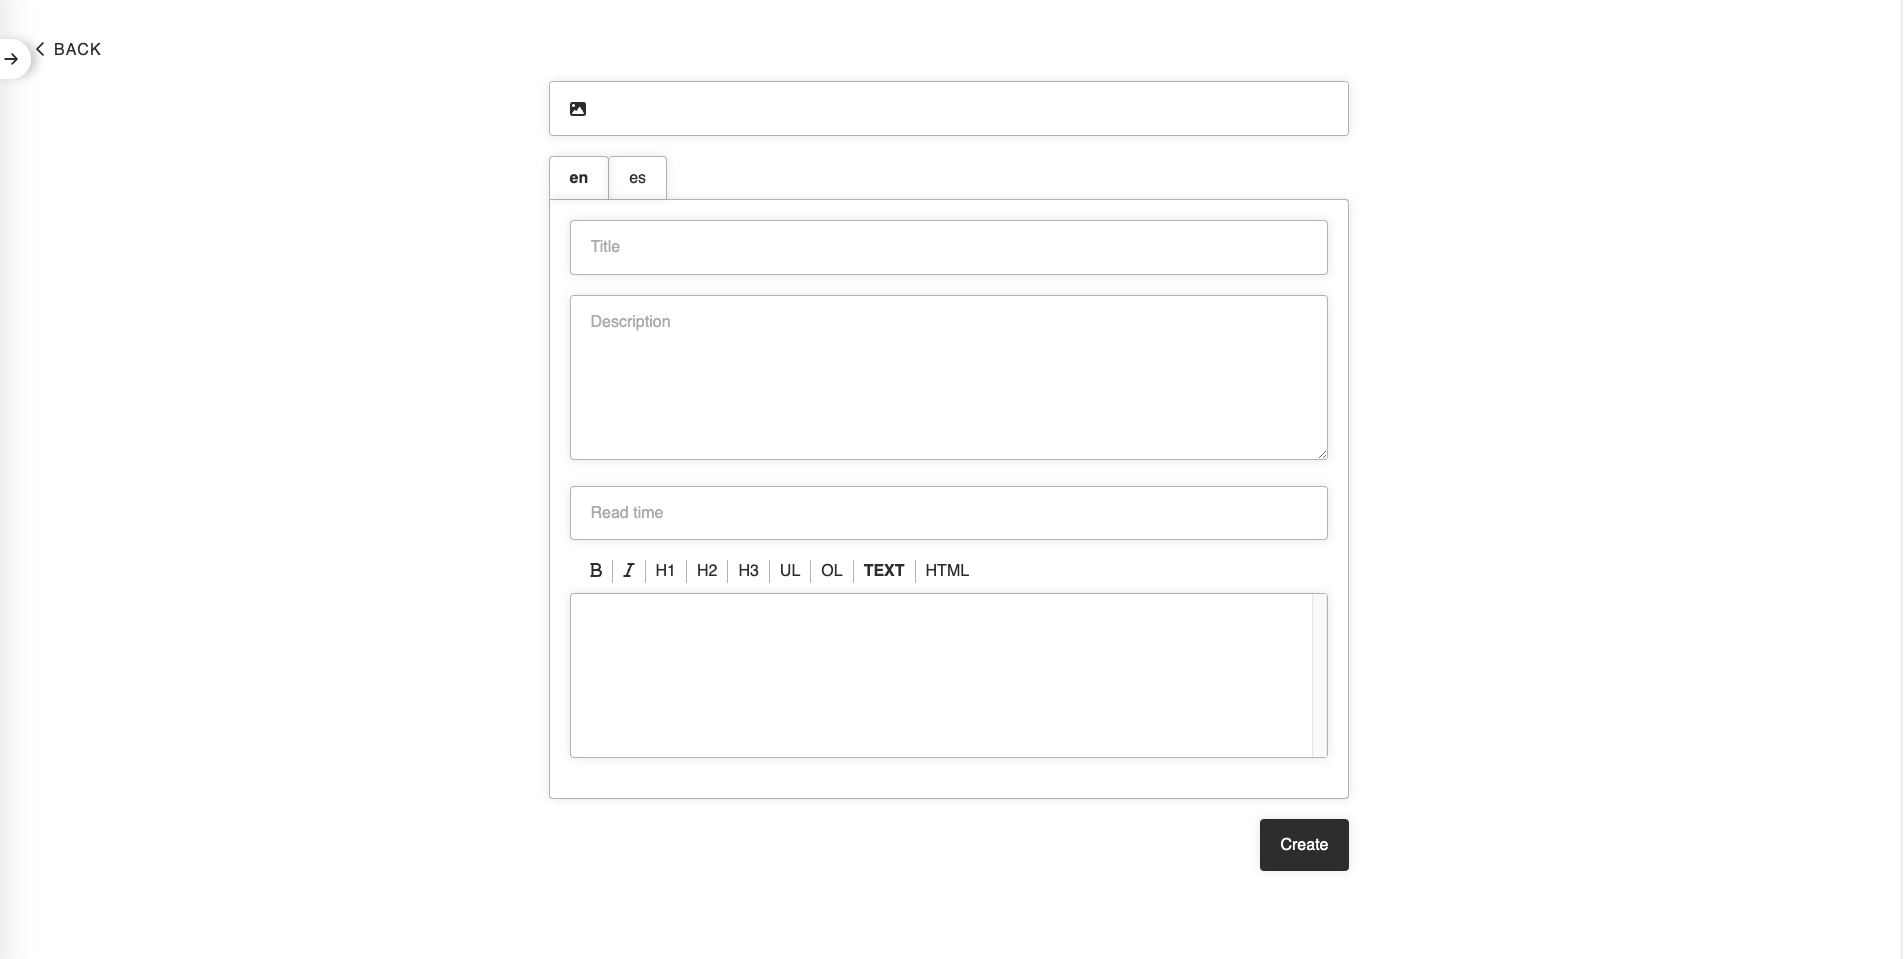 BACK
en es
Title
Description
Read time
B I H1 H2 H3 UL OL TEXT HTML
Create